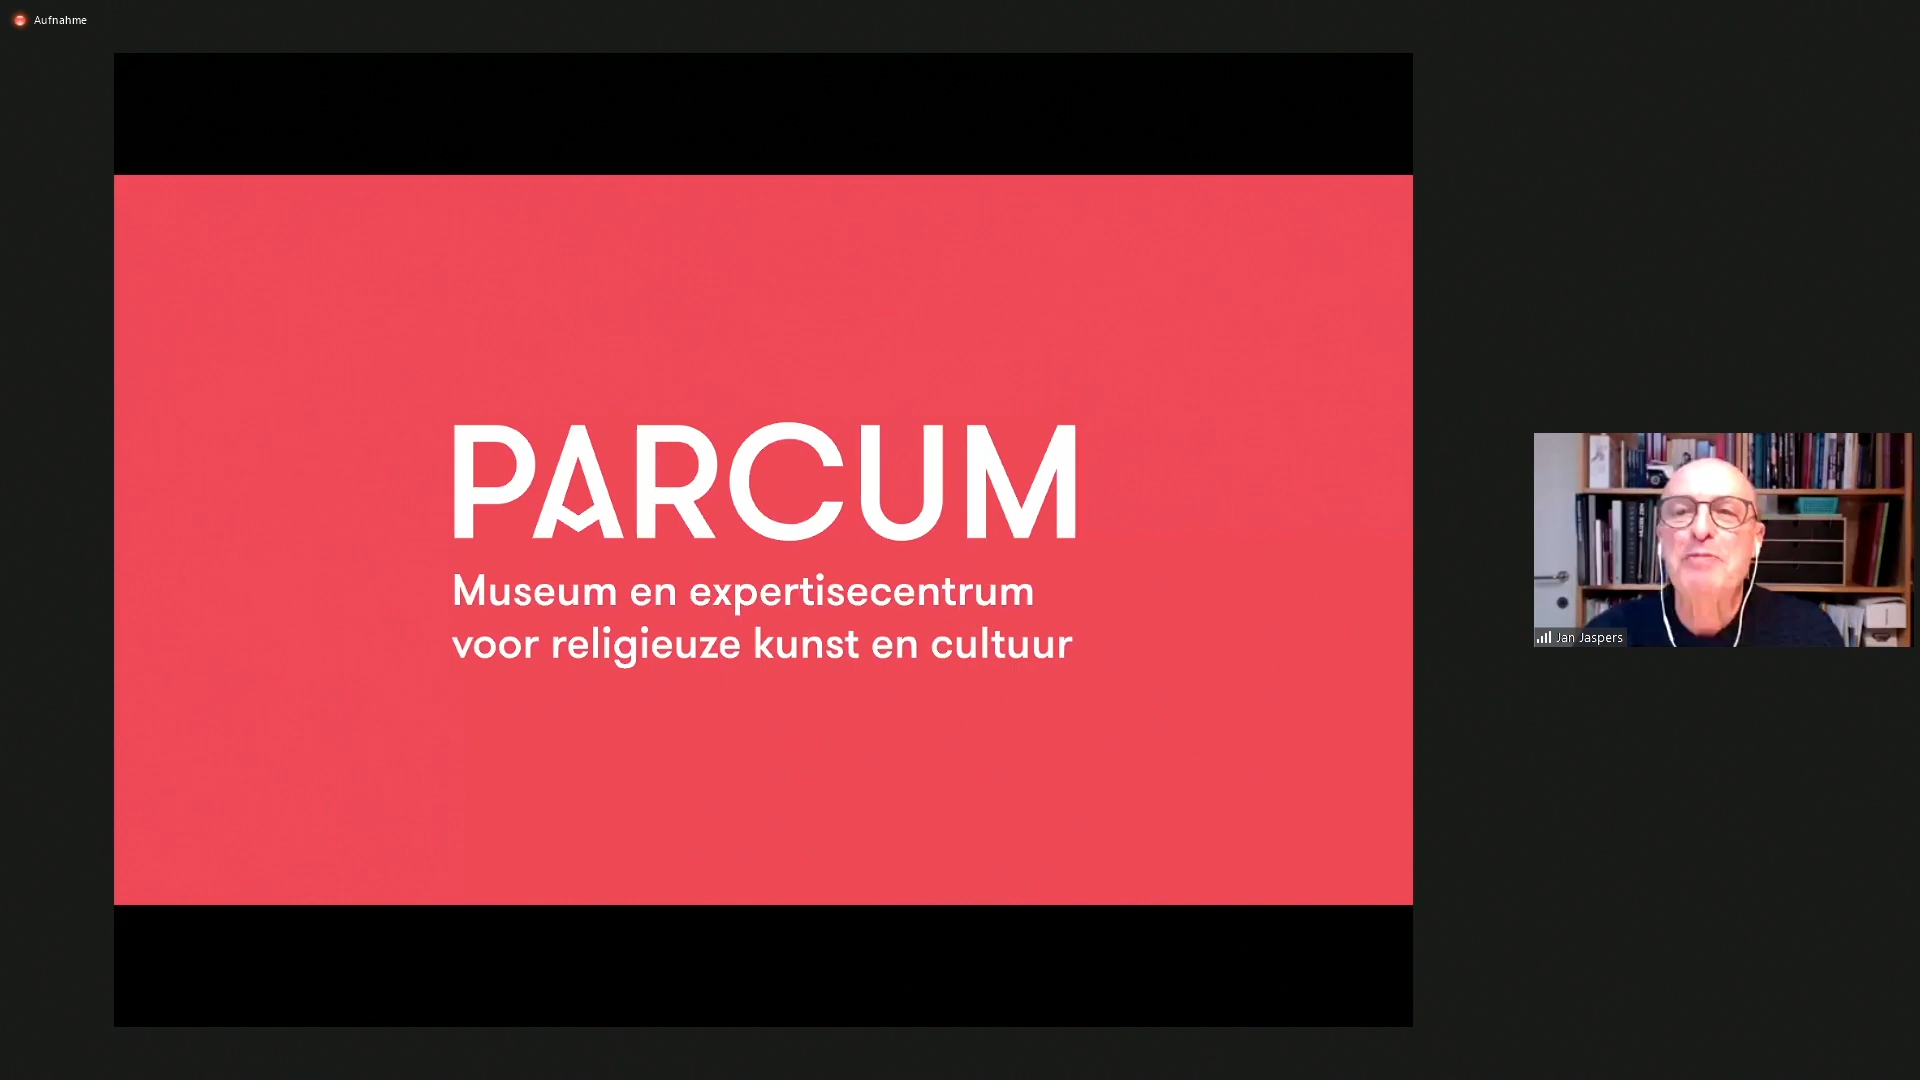 Aufnahme
PARCUM
Museum en expertisecentrum
voor religieuze kunst en cultuur
Jan Jaspers